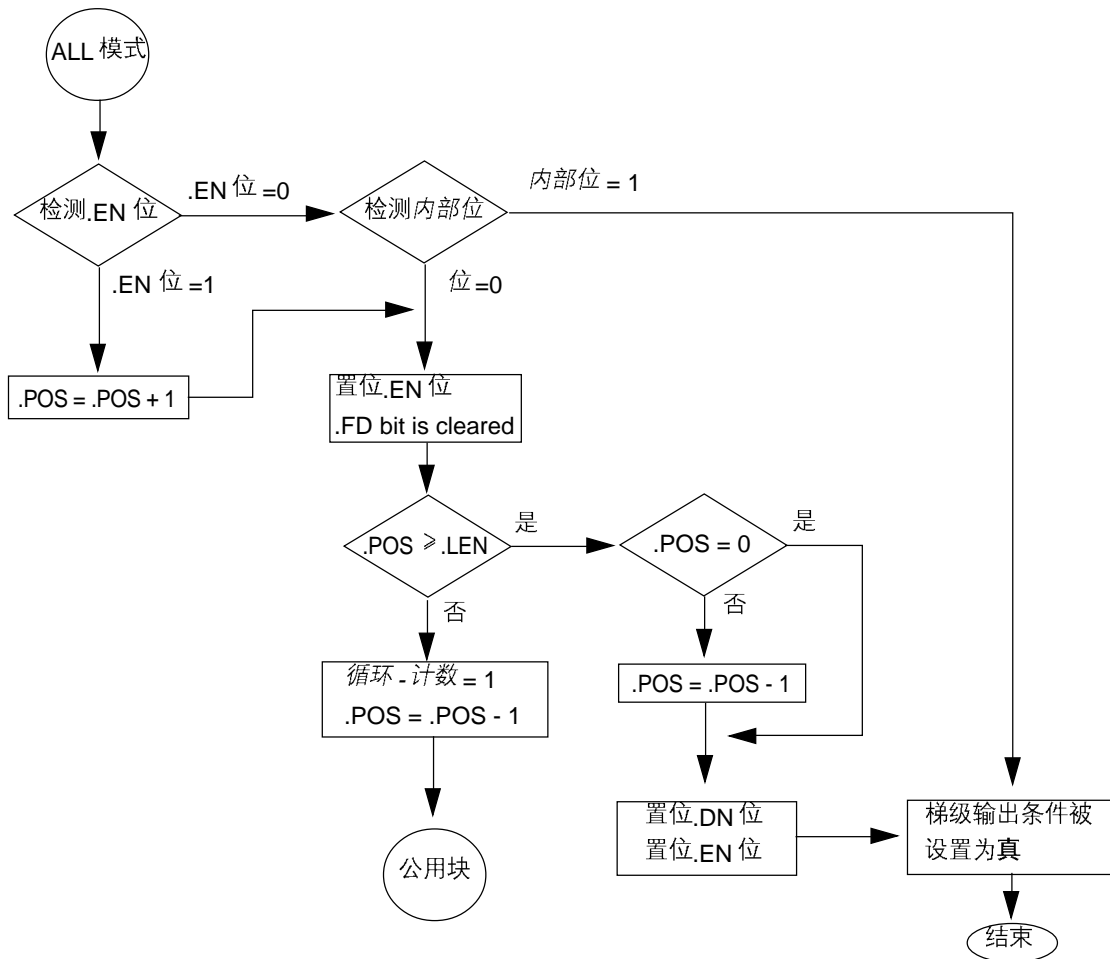 ALL 模式
检测.EN 位
.EN 位 =0
检测内部位
内部位 = 1
.EN 位 =1
位 =0
.POS = .POS + 1
置位.EN 位
.FD bit is cleared
.POS ⩾ .LEN
是
.POS = 0
是
否
否
循环 - 计数 = 1
.POS = .POS - 1
.POS = .POS - 1
公用块
置位.DN 位
置位.EN 位
梯级输出条件被
设置为真
结束